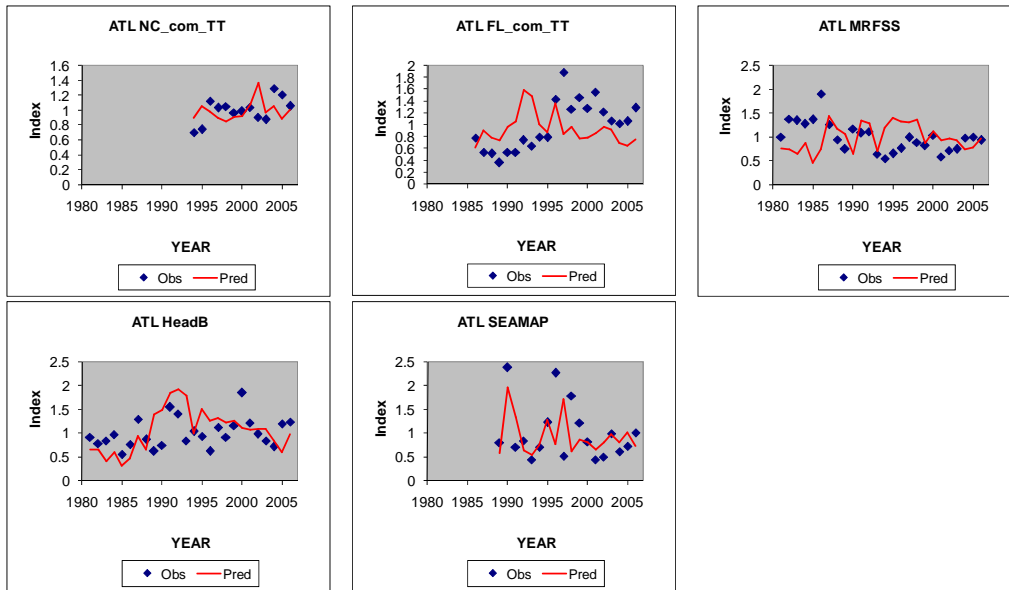 ATL NC_com_TT
1.6
1.4
1.2
1
0.8
0.6
0.4
0.2
0
Index
1980 1985 1990 1995 2000 2005
YEAR
Obs Pred
ATL FL_com_TT
2
1.8
1.6
1.4
1.2
1
0.8
0.6
0.4
0.2
0
Index
1980 1985 1990 1995 2000 2005
YEAR
Obs Pred
ATL MRFSS
2.5
2
1.5
1
0.5
0
Index
1980 1985 1990 1995 2000 2005
YEAR
Obs Pred
ATL HeadB
2.5
2
1.5
1
0.5
0
Index
1980 1985 1990 1995 2000 2005
YEAR
Obs Pred
ATL SEAMAP
2.5
2
1.5
1
0.5
0
Index
1980 1985 1990 1995 2000 2005
YEAR
Obs Pred